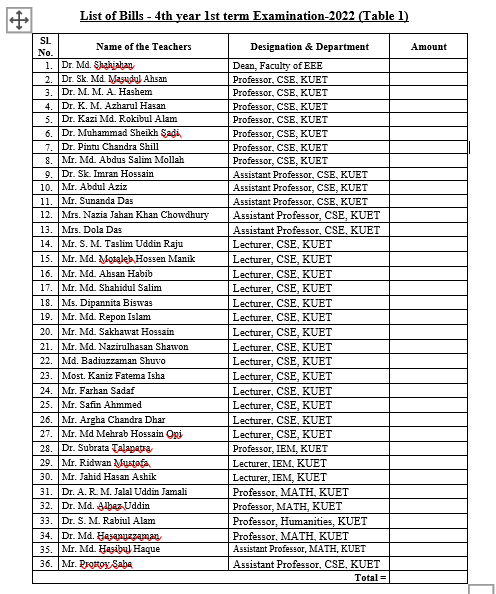 List of Bills - 4th year 1st term Examination-2022 (Table 1)
Sl. No. Name of the Teachers Designation & Department Amount
1. Dr. Md. Shahjahan Dean, Faculty of EEE
2. Dr. Sk. Md. Masudul Ahsan Professor, CSE, KUET
3. Dr. M. M. A. Hashem Professor, CSE, KUET
4. Dr. K. M. Azharul Hasan Professor, CSE, KUET
5. Dr. Kazi Md. Rokibul Alam Professor, CSE, KUET
6. Dr. Muhammad Sheikh Sadi Professor, CSE, KUET
7. Dr. Pintu Chandra Shill Professor, CSE, KUET
8. Mr. Md. Abdus Salim Mollah Professor, CSE, KUET
9. Dr. Sk. Imran Hossain Assistant Professor, CSE, KUET
10. Mr. Abdul Aziz Assistant Professor, CSE, KUET
11. Mr. Sunanda Das Assistant Professor, CSE, KUET
12. Mrs. Nazia Jahan Khan Chowdhury Assistant Professor, CSE, KUET
13. Mrs. Dola Das Assistant Professor, CSE, KUET
14. Mr. S. M. Taslim Uddin Raju Lecturer, CSE, KUET
15. Mr. Md. Motaleb Hossen Manik Lecturer, CSE, KUET
16. Mr. Md. Ahsan Habib Lecturer, CSE, KUET
17. Mr. Md. Shahidul Salim Lecturer, CSE, KUET
18. Ms. Dipannita Biswas Lecturer, CSE, KUET
19. Mr. Md. Repon Islam Lecturer, CSE, KUET
20. Mr. Md. Sakhawat Hossain Lecturer, CSE, KUET
21. Mr. Md. Nazirulhasan Shawon Lecturer, CSE, KUET
22. Md. Badiuzzaman Shuvo Lecturer, CSE, KUET
23. Most. Kaniz Fatema Isha Lecturer, CSE, KUET
24. Mr. Farhan Sadaf Lecturer, CSE, KUET
25. Mr. Safin Ahmmed Lecturer, CSE, KUET
26. Mr. Argha Chandra Dhar Lecturer, CSE, KUET
27. Mr. Md Mehrab Hossain Opi Lecturer, CSE, KUET
28. Dr. Subrata Talapatra Professor, IEM, KUET
29. Mr. Ridwan Mustofa Lecturer, IEM, KUET
30. Mr. Jahid Hasan Ashik Lecturer, IEM, KUET
31. Dr. A. R. M. Jalal Uddin Jamali Professor, MATH, KUET
32. Dr. Md. Alhaz Uddin Professor, MATH, KUET
33. Dr. S. M. Rabiul Alam Professor, Humanities, KUET
34. Dr. Md. Hasanuzzaman Professor, MATH, KUET
35. Mr. Md. Hasibul Haque Assistant Professor, MATH, KUET
36. Mr. Prottoy Saha Assistant Professor, CSE, KUET
Total =